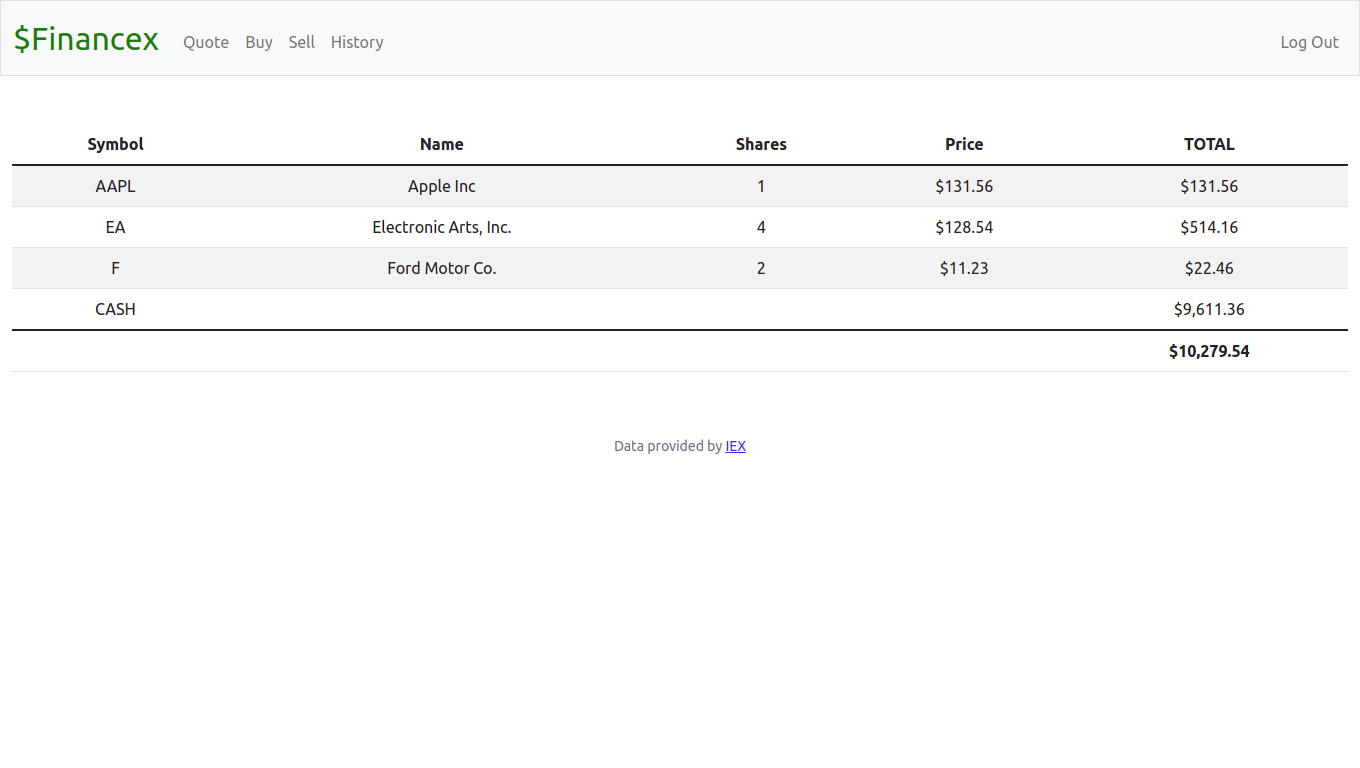 $Financex Quote Buy Sell History Log Out
Symbol Name Shares Price TOTAL
AAPL Apple Inc 1 $131.56 $131.56
EA Electronic Arts, Inc. 4 $128.54 $514.16
F Ford Motor Co. 2 $11.23 $22.46
CASH $9,611.36
$10,279.54
Data provided by IEX